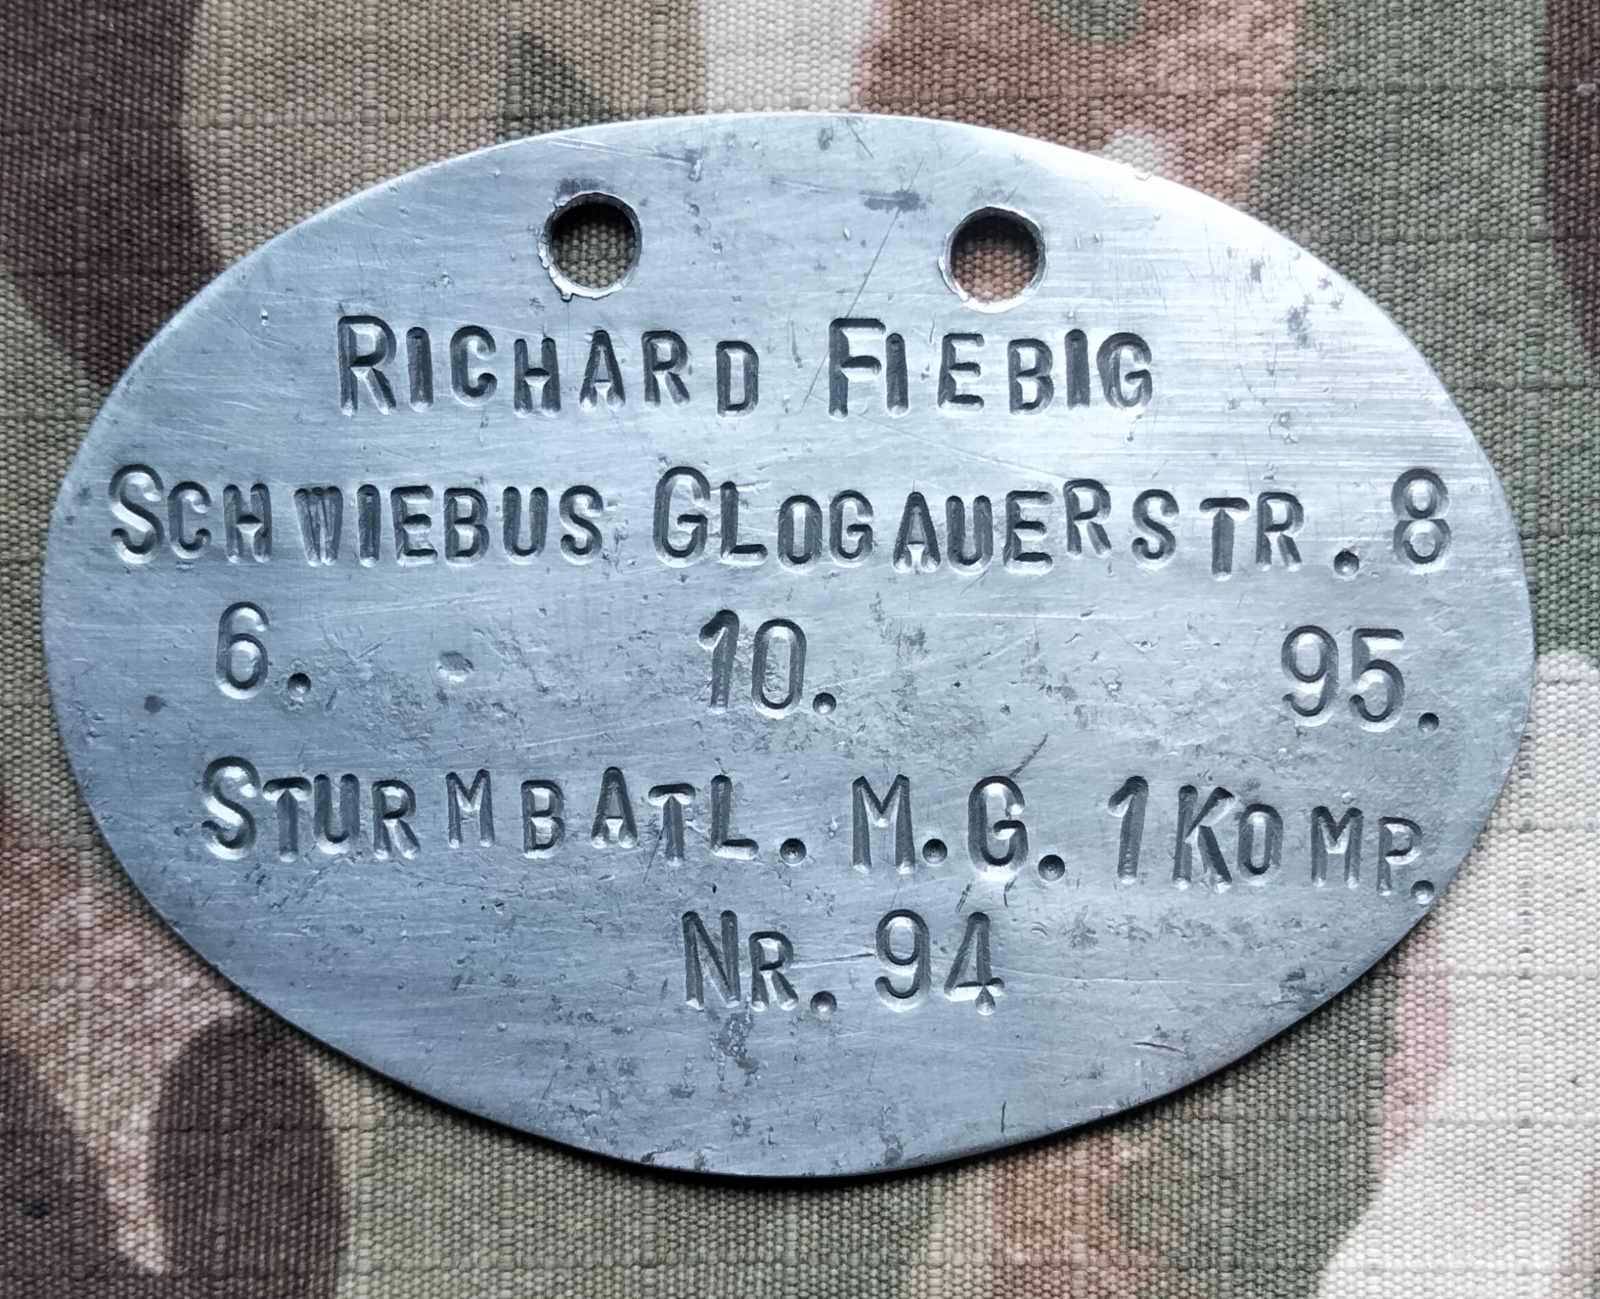 RICHARD FIEBIG
SCHWIEBUS GLOGAUERSTR. 8
6. 10. 95.
STURMBATL. M.G. 1 KOMP.
NR. 94